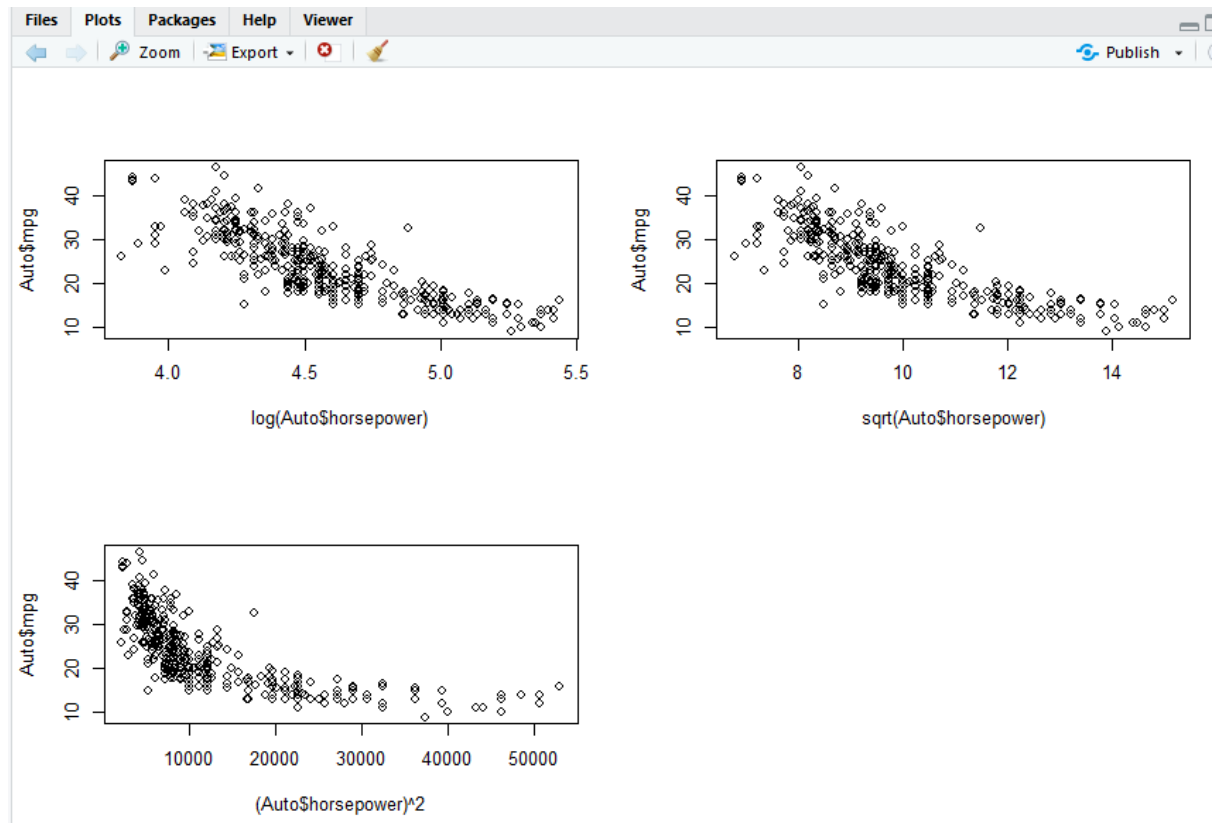 Files Plots Packages Help Viewer
Zoom Export Publish
Auto$mpg
40
30
20
10
4.0 4.5 5.0 5.5
log(Auto$horsepower)
Auto$mpg
40
30
20
10
8 10 12 14
sqrt(Auto$horsepower)
Auto$mpg
40
30
20
10
10000 20000 30000 40000 50000
(Auto$horsepower)^2